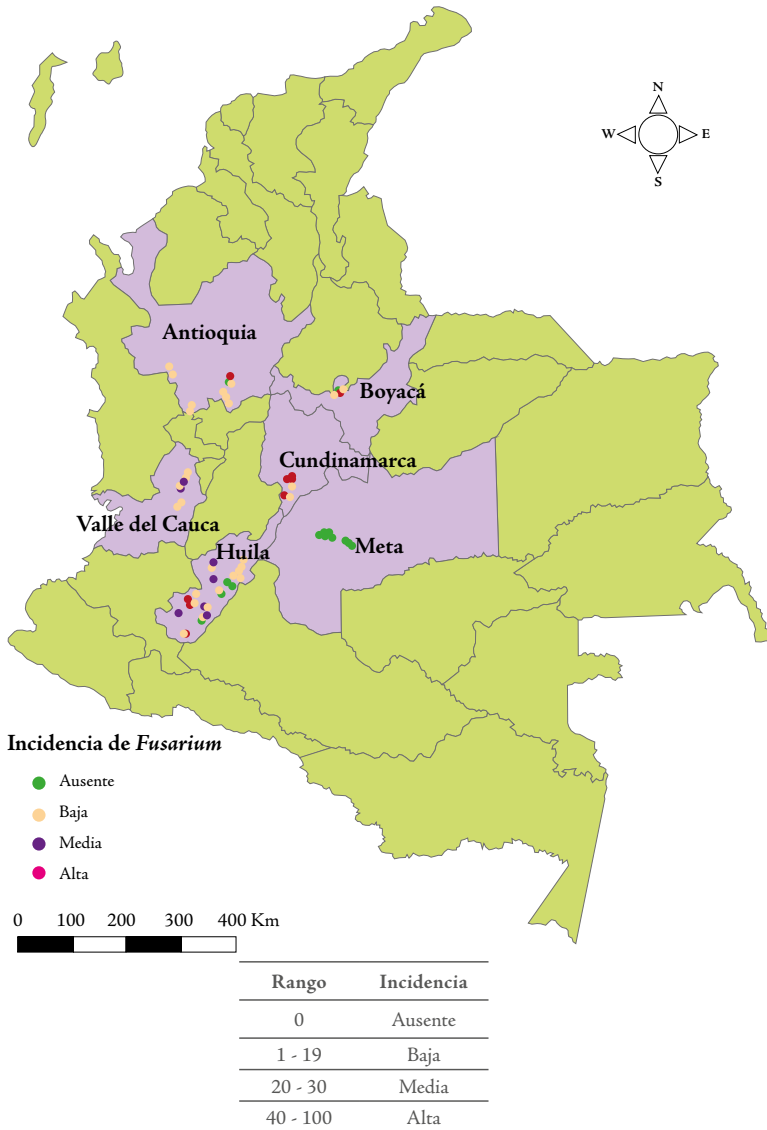 N
W E
S
Antioquia
Boyacá
Cundinamarca
Valle del Cauca
Huila
Meta
Incidencia de Fusarium
Ausente
Baja
Media
Alta
0 100 200 300 400 Km
Rango Incidencia
0 Ausente
1 - 19 Baja
20 - 30 Media
40 - 100 Alta